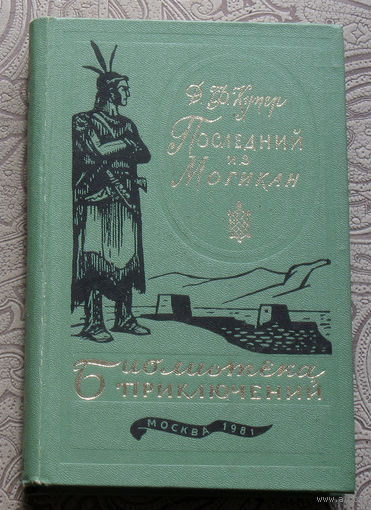 Д. Ф. Купер
Последний
из
Могикан
Библиотека
приключений
Москва 1981